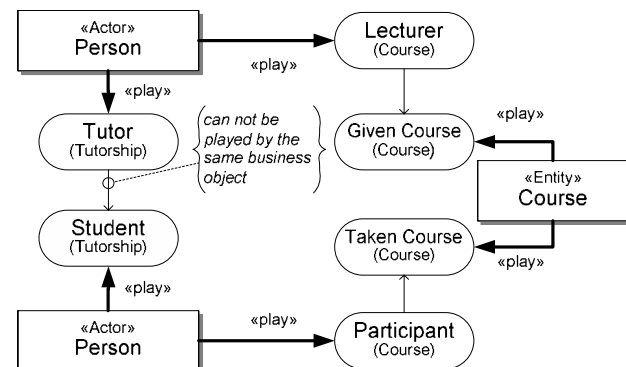 «Actor»
Person
«play»
Lecturer
(Course)
«play»
Tutor
(Tutorship)
can not be
played by the
same business
object
Given Course
(Course)
«play»
«Entity»
Course
Student
(Tutorship)
Taken Course
(Course)
«play»
«play»
«Actor»
Person
«play»
Participant
(Course)